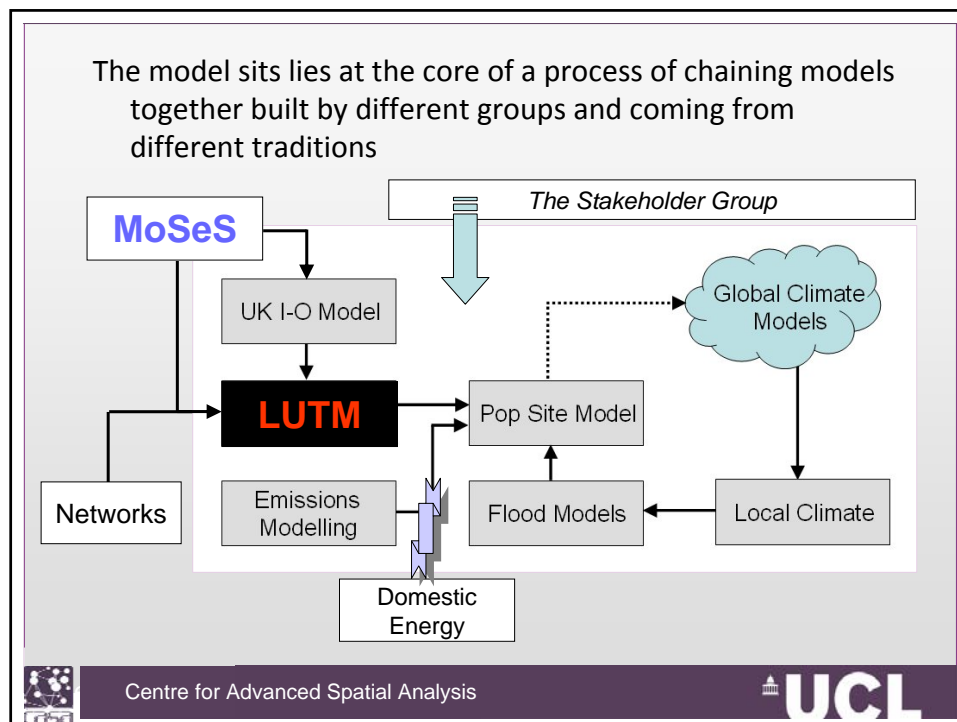 The model sits lies at the core of a process of chaining models
together built by different groups and coming from
different traditions
The Stakeholder Group
MoSeS
UK I-O Model
Global Climate
Models
LUTM
Pop Site Model
Networks
Emissions
Modelling
Flood Models
Local Climate
Domestic
Energy
Centre for Advanced Spatial Analysis
UCL